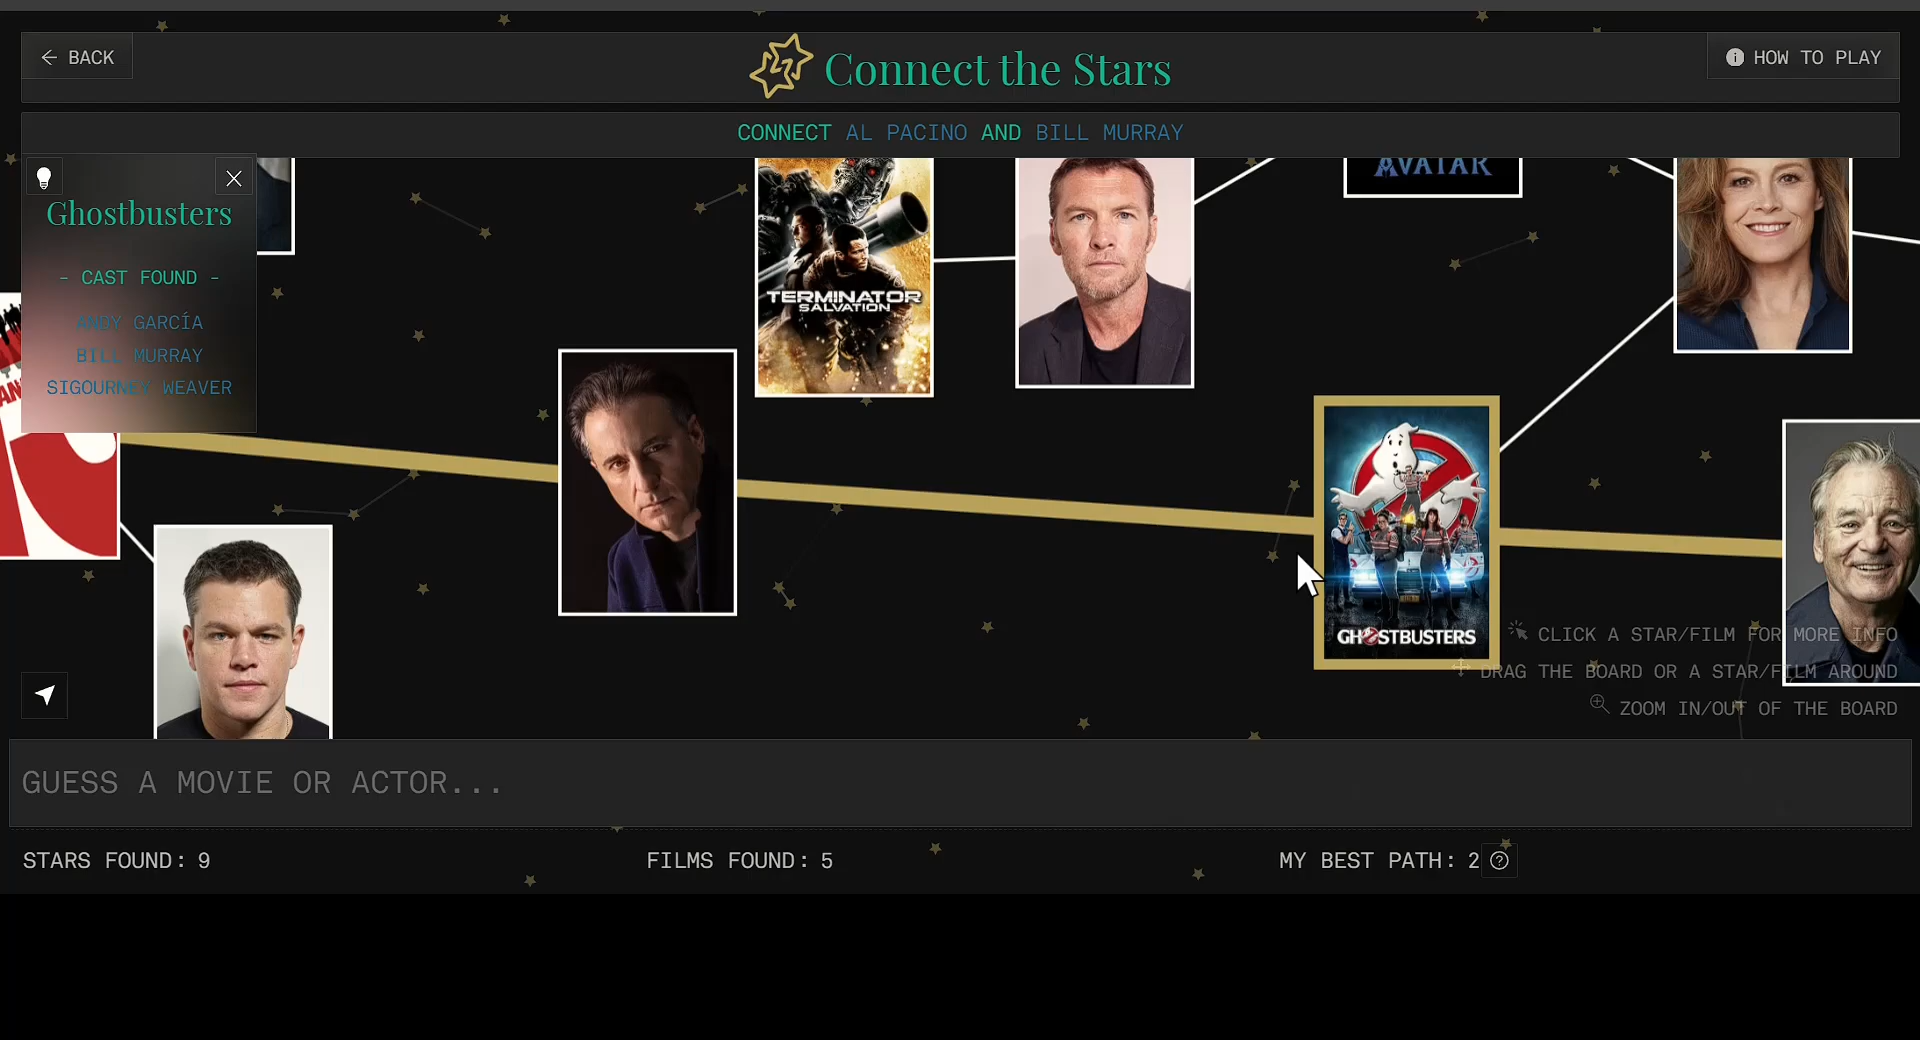 BACK
Connect the Stars
HOW TO PLAY
CONNECT AL PACINO AND BILL MURRAY
AVATAR
Ghostbusters
- CAST FOUND -
ANDY GARCÍA
BILL MURRAY
SIGOURNEY WEAVER
TERMINATOR
SALVATION
GHOSTBUSTERS
CLICK A STAR/FILM FOR MORE INFO
DRAG THE BOARD OR A STAR/FILM AROUND
ZOOM IN/OUT OF THE BOARD
GUESS A MOVIE OR ACTOR...
STARS FOUND: 9
FILMS FOUND: 5
MY BEST PATH: 2